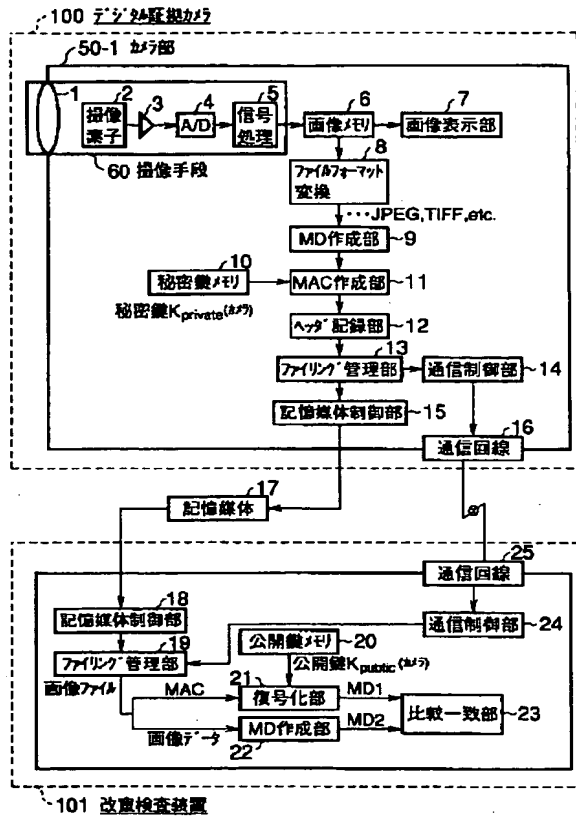 100 デジタル証拠カメラ
50-1 カメラ部
1
2
3
4
5
6
7
撮像素子
A/D
信号処理
画像メモリ
画像表示部
60 撮像手段
8
ファイルフォーマット変換
…JPEG,TIFF,etc.
MD作成部
9
10
秘密鍵メモリ
MAC作成部
11
秘密鍵Kprivate(カメラ)
ヘッダ記録部
12
13
ファイリング管理部
通信制御部
14
記憶媒体制御部
15
16
通信回線
17
記憶媒体
25
通信回線
18
記憶媒体制御部
公開鍵メモリ
20
通信制御部
24
19
ファイリング管理部
公開鍵Kpublic(カメラ)
画像ファイル
MAC
21
復号化部
MD1
比較一致部
23
画像データ
MD作成部
22
MD2
101 改竄検査装置